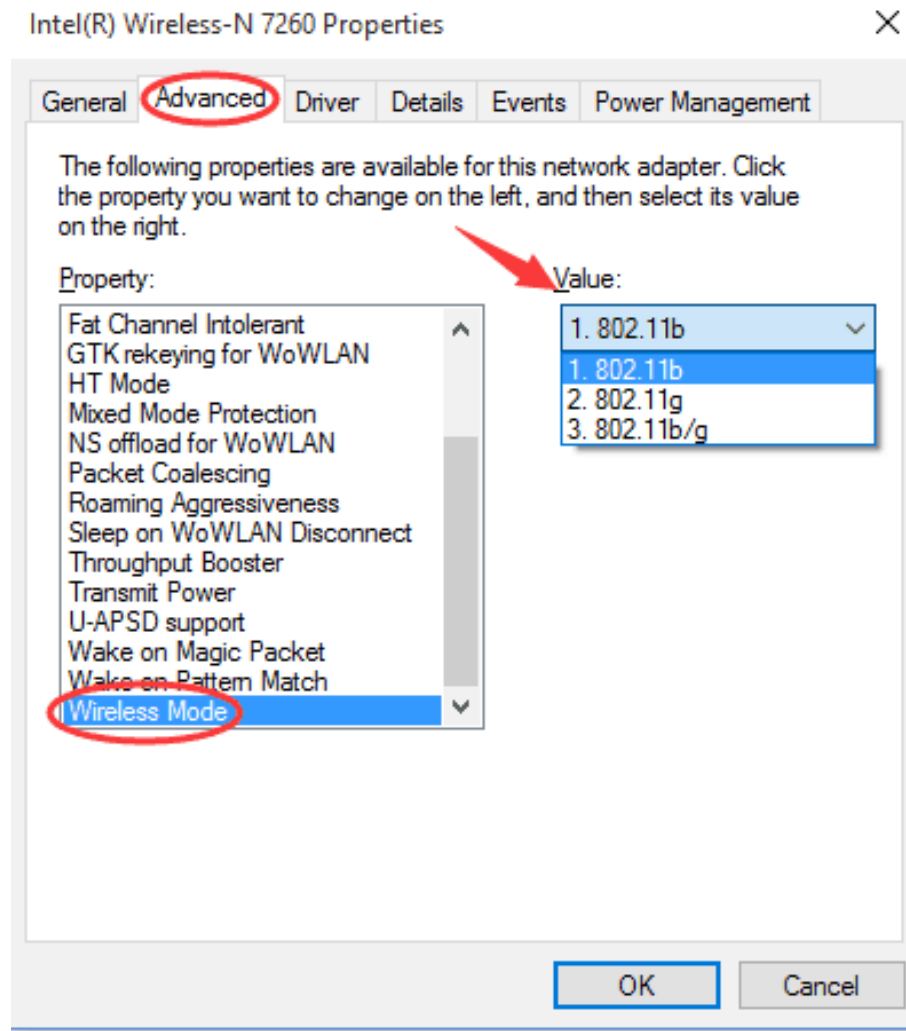 Intel(R) Wireless-N 7260 Properties
General Advanced Driver Details Events Power Management
The following properties are available for this network adapter. Click
the property you want to change on the left, and then select its value
on the right.
Property:
Fat Channel Intolerant
GTK rekeying for WoWLAN
HT Mode
Mixed Mode Protection
NS offload for WoWLAN
Packet Coalescing
Roaming Aggressiveness
Sleep on WoWLAN Disconnect
Throughput Booster
Transmit Power
U-APSD support
Wake on Magic Packet
Wake on Pattern Match
Wireless Mode
Value:
1. 802.11b
1. 802.11b
2. 802.11g
3. 802.11b/g
OK Cancel